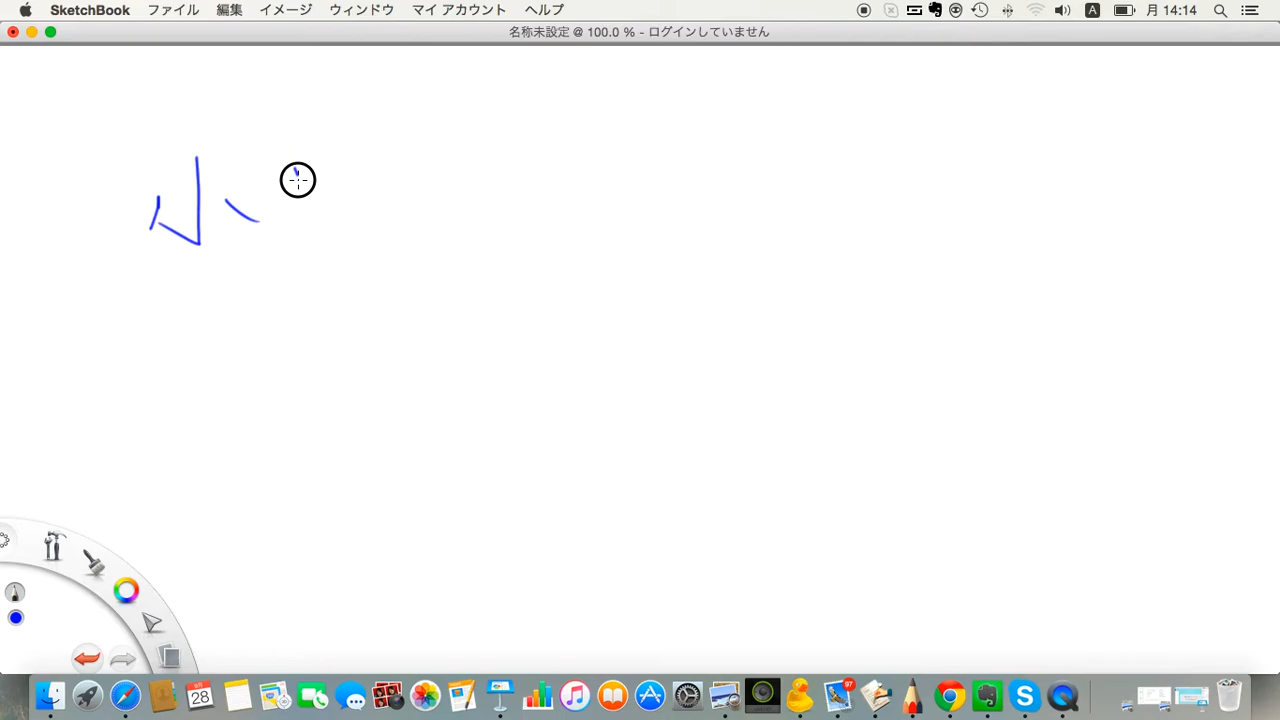 SketchBook ファイル 編集 イメージ ウィンドウ マイ アカウント ヘルプ A 月 14:14
名称未設定 @ 100.0 % - ログインしていません
小
28 97